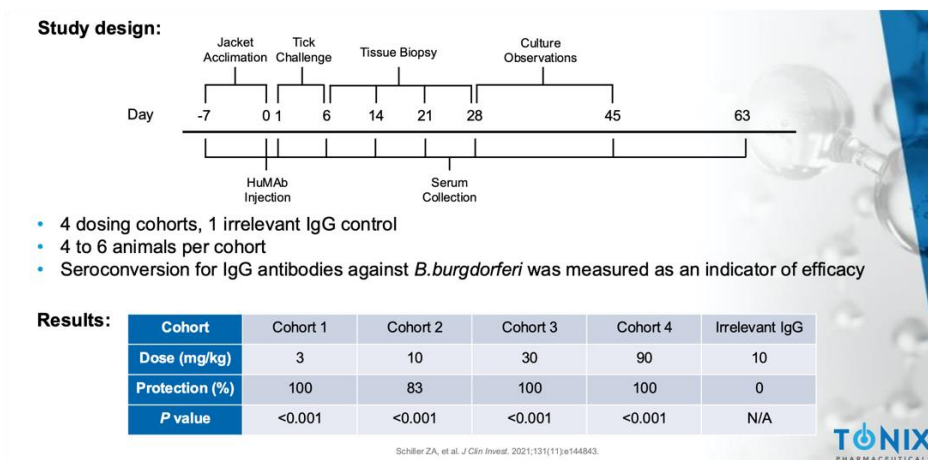 Study design:
Jacket
Acclimation
Tick
Challenge
Tissue Biopsy
Culture
Observations
Day -7 0 1 6 14 21 28 45 63
HuMAb
Injection
Serum
Collection
• 4 dosing cohorts, 1 irrelevant IgG control
• 4 to 6 animals per cohort
• Seroconversion for IgG antibodies against B.burgdorferi was measured as an indicator of efficacy
Results:
Cohort Cohort 1 Cohort 2 Cohort 3 Cohort 4 Irrelevant IgG
Dose (mg/kg) 3 10 30 90 10
Protection (%) 100 83 100 100 0
P value <0.001 <0.001 <0.001 <0.001 N/A
Schiller ZA, et al. J Clin Invest. 2021;131(11):e144843.
TONIX
PHARMACEUTICALS